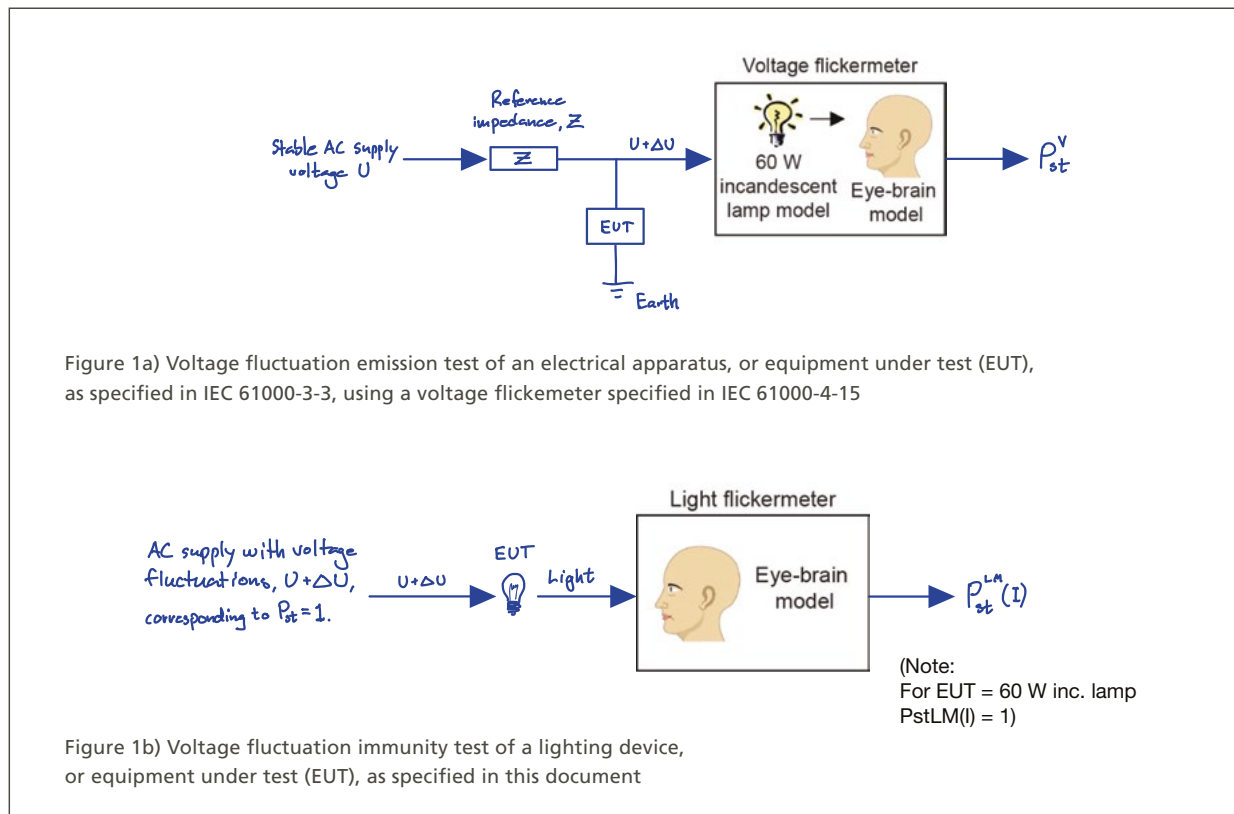 Voltage flickermeter
Reference
impedance, Z
Stable AC supply
voltage U
Z
U+ΔU
60 W
incandescent
lamp model
Eye-brain
model
P_st^V
EUT
Earth
Figure 1a) Voltage fluctuation emission test of an electrical apparatus, or equipment under test (EUT),
as specified in IEC 61000-3-3, using a voltage flickemeter specified in IEC 61000-4-15
Light flickermeter
AC supply with voltage
fluctuations, U+ΔU,
corresponding to Pst=1.
U+ΔU
EUT
Light
Eye-brain
model
P_st^LM(I)
(Note:
For EUT = 60 W inc. lamp
PstLM(I) = 1)
Figure 1b) Voltage fluctuation immunity test of a lighting device,
or equipment under test (EUT), as specified in this document